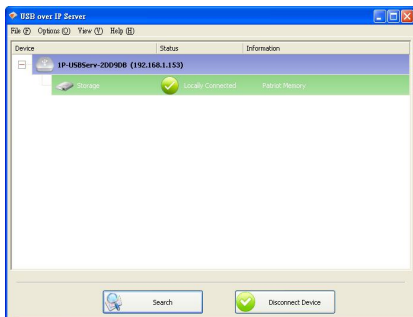 USB over IP Server
File (F) Options (O) View (V) Help (H)
Device Status Information
1P-USBServ-2DD9DB (192.168.1.153)
Storage Locally Connected Patriot Memory
Search Disconnect Device